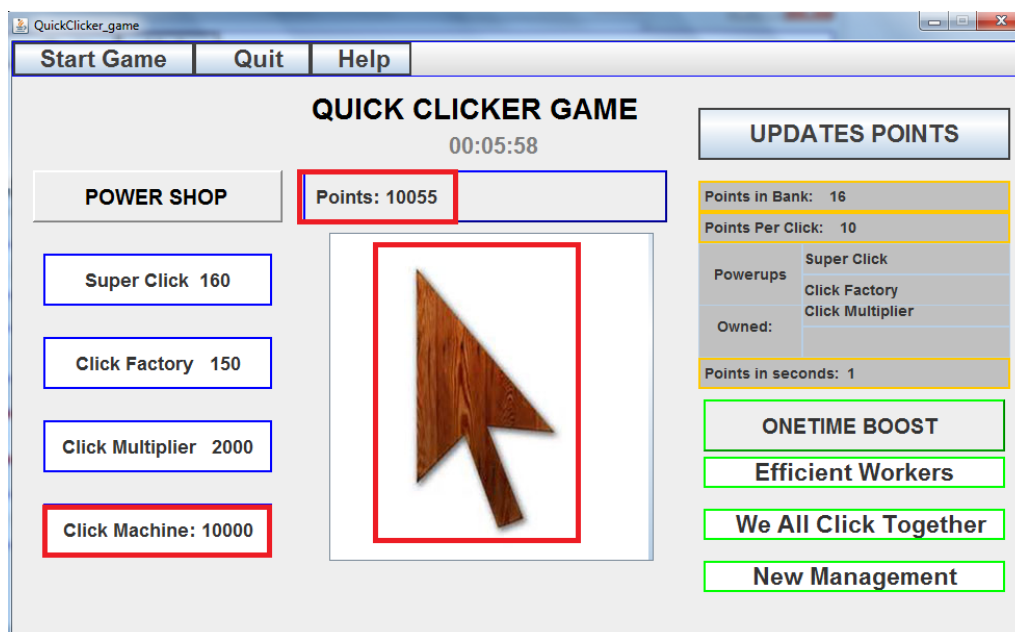 QuickClicker_game
Start Game Quit Help
QUICK CLICKER GAME
00:05:58
UPDATES POINTS
POWER SHOP
Points: 10055
Super Click 160
Click Factory 150
Click Multiplier 2000
Click Machine: 10000
Points in Bank: 16
Points Per Click: 10
Powerups
Owned:
Super Click
Click Factory
Click Multiplier
Points in seconds: 1
ONETIME BOOST
Efficient Workers
We All Click Together
New Management